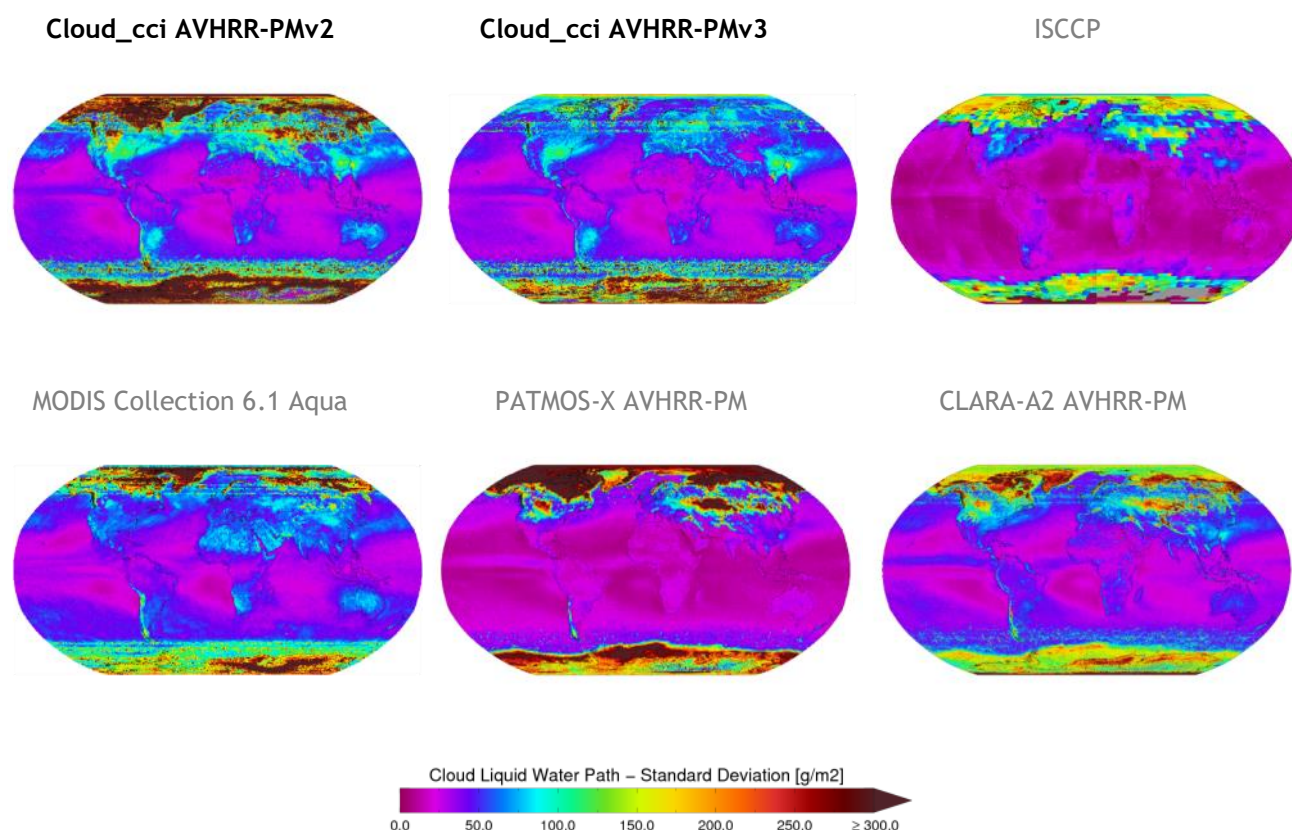 Cloud_cci AVHRR-PMv2
Cloud_cci AVHRR-PMv3
ISCCP
MODIS Collection 6.1 Aqua
PATMOS-X AVHRR-PM
CLARA-A2 AVHRR-PM
Cloud Liquid Water Path – Standard Deviation [g/m2]
0.0 50.0 100.0 150.0 200.0 250.0 ≥ 300.0